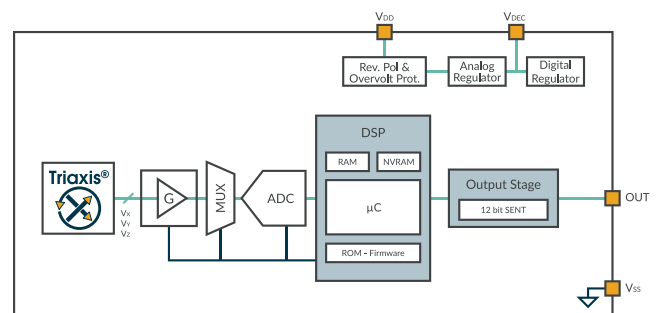 VDD
VDEC
Rev. Pol &
Overvolt Prot.
Analog
Regulator
Digital
Regulator
DSP
RAM
NVRAM
Triaxis®
G
MUX
ADC
μC
Output Stage
12 bit SENT
OUT
VX
VY
VZ
ROM - Firmware
VSS